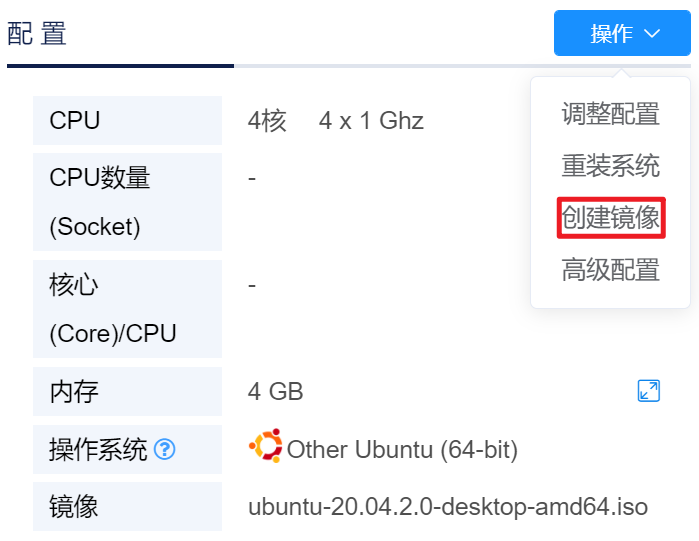 配 置
操作
调整配置
重装系统
创建镜像
高级配置
CPU
4核 4 x 1 Ghz
CPU数量
(Socket)
-
核心
(Core)/CPU
-
内存
4 GB
操作系统 ?
Other Ubuntu (64-bit)
镜像
ubuntu-20.04.2.0-desktop-amd64.iso